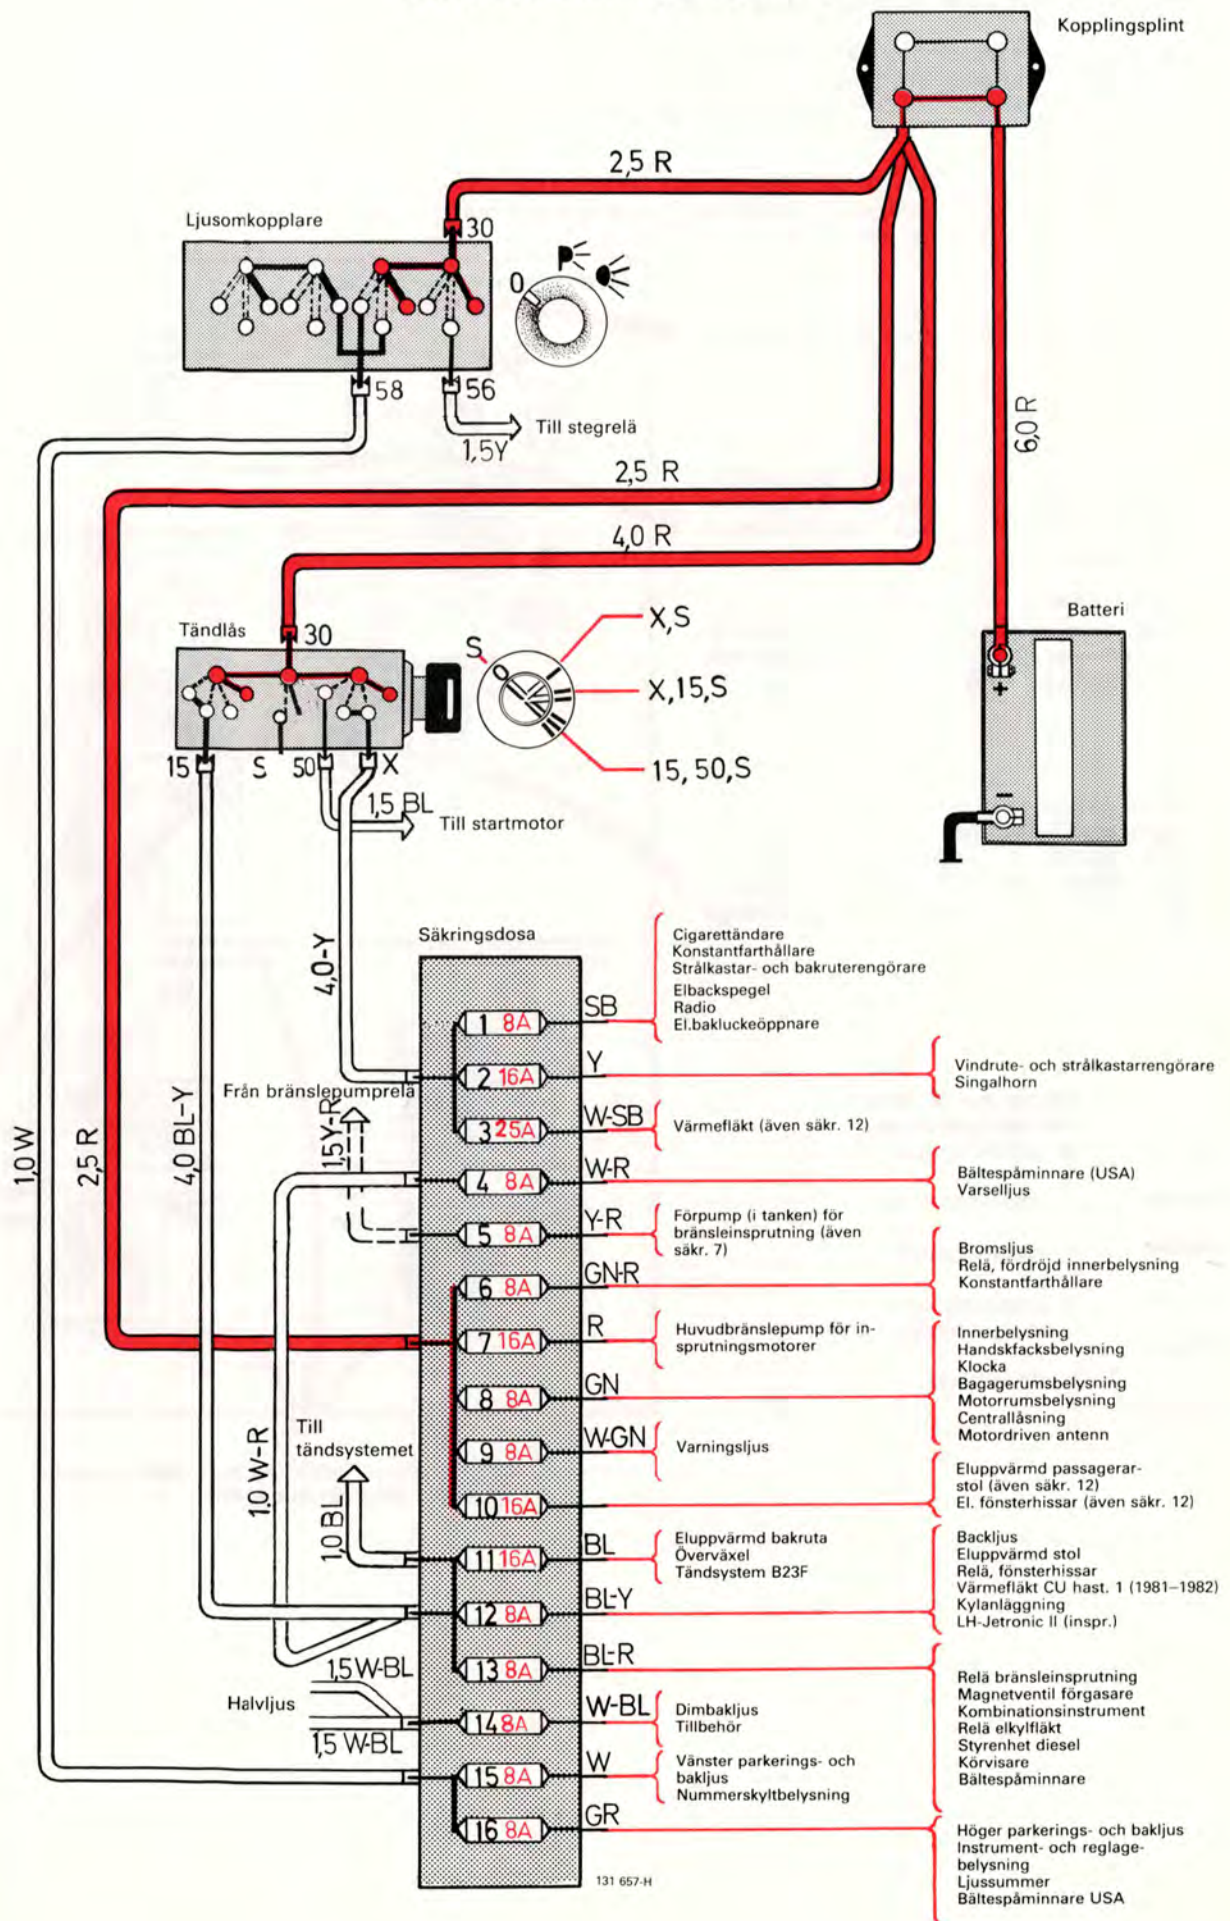 Kopplingsplint
2,5 R
Ljusomkopplare
30
P
O
58
56
Till stegrelä
1,5Y
6,0 R
2,5 R
4,0 R
Batteri
+
-
Tändlås
30
S
O
I
II
III
X,S
X,15,S
15,50,S
15
S
50
X
1,5 BL
Till startmotor
4,0-Y
1,0 W
2,5 R
4,0 BL-Y
Från bränslepumprelä
1,5Y-R
1.0 W-R
Till
tändsystemet
1,0 BL
1,5W-BL
Halvljus
1,5 W-BL
Säkringsdosa
1 8A
SB
Cigarettändare
Konstantfarthållare
Strålkastar- och bakruterengörare
Elbackspegel
Radio
El.bakluckeöppnare
2 16A
Y
Vindrute- och strålkastarrengörare
Singalhorn
3 25A
W-SB
Värmefläkt (även säkr. 12)
4 8A
W-R
Bältespåminnare (USA)
Varselljus
5 8A
Y-R
Förpump (i tanken) för
bränsleinsprutning (även
säkr. 7)
6 8A
GN-R
Bromsljus
Relä, fördröjd innerbelysning
Konstantfarthållare
7 16A
R
Huvudbränslepump för in-
sprutningsmotorer
8 8A
GN
Innerbelysning
Handskfacksbelysning
Klocka
Bagagerumsbelysning
Motorrumsbelysning
Centrallåsning
Motordriven antenn
9 8A
W-GN
Varningsljus
10 16A
Eluppvärmd passagerar-
stol (även säkr. 12)
El. fönsterhissar (även säkr. 12)
11 16A
BL
Eluppvärmd bakruta
Överväxel
Tändsystem B23F
12 8A
BL-Y
Backljus
Eluppvärmd stol
Relä, fönsterhissar
Värmefläkt CU hast. 1 (1981–1982)
Kylanläggning
LH-Jetronic II (inspr.)
13 8A
BL-R
Relä bränsleinsprutning
Magnetventil förgasare
Kombinationsinstrument
Relä elkylfläkt
Styrenhet diesel
Körvisare
Bältespåminnare
14 8A
W-BL
Dimbakljus
Tillbehör
15 8A
W
Vänster parkerings- och
bakljus
Nummerskyltbelysning
16 8A
GR
Höger parkerings- och bakljus
Instrument- och reglage-
belysning
Ljussummer
Bältespåminnare USA
131 657-H